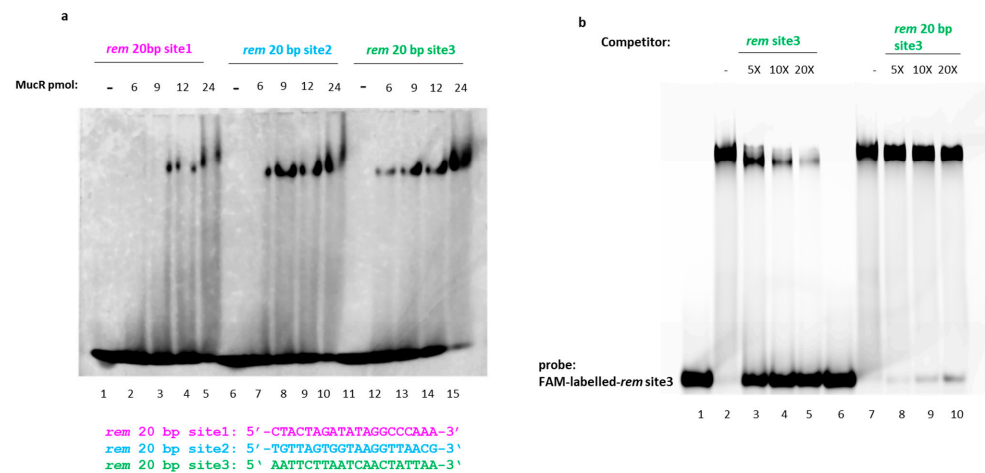 a
rem 20bp site1 rem 20 bp site2 rem 20 bp site3
MucR pmol: - 6 9 12 24 - 6 9 12 24 - 6 9 12 24
1 2 3 4 5 6 7 8 9 10 11 12 13 14 15
rem 20 bp site1: 5’-CTACTAGATATAGGCCCAAA-3’
rem 20 bp site2: 5’-TGTTAGTGGTAAGGTTAACG-3‘
rem 20 bp site3: 5‘ AATTCTTAATCAACTATTAA-3‘
b
Competitor: rem site3 rem 20 bp
site3
- 5X 10X 20X - 5X 10X 20X
probe:
FAM-labelled-rem site3
1 2 3 4 5 6 7 8 9 10